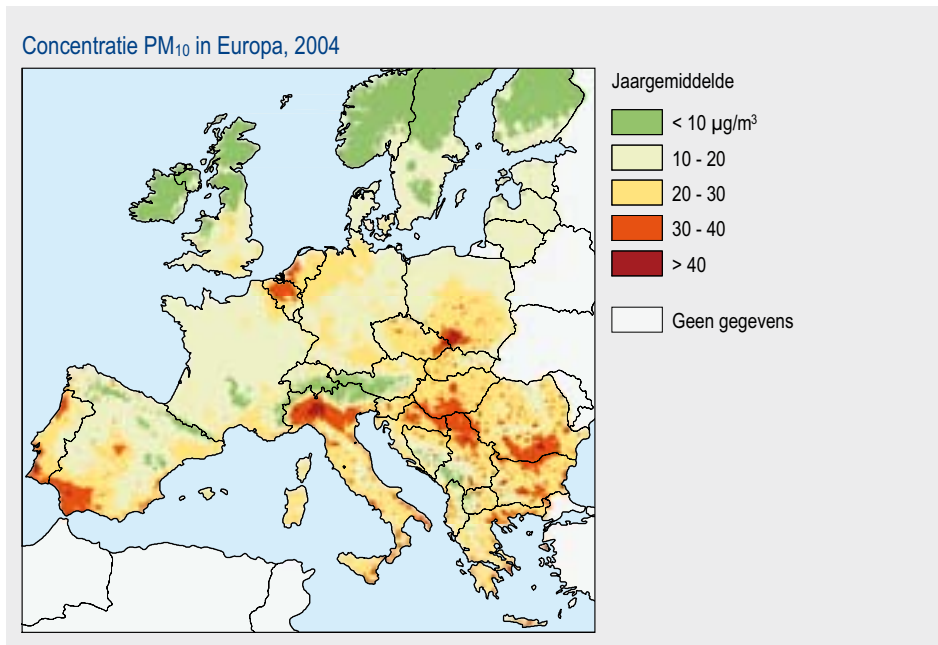 Concentratie PM₁₀ in Europa, 2004
Jaargemiddelde
< 10 µg/m³
10 - 20
20 - 30
30 - 40
> 40
Geen gegevens